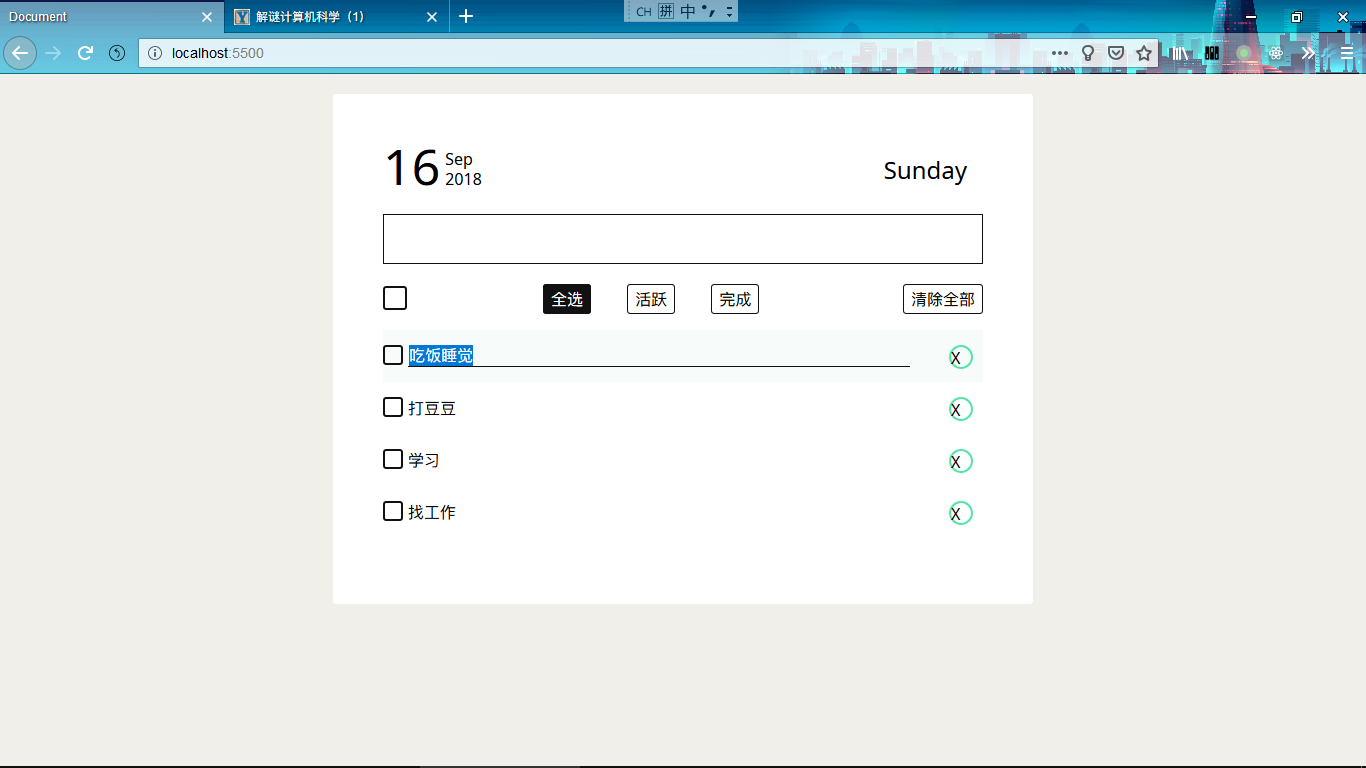 Document
解谜计算机科学（1）
CH 拼 中
localhost:5500
16
Sep
2018
Sunday
全选 活跃 完成 清除全部
吃饭睡觉 X
打豆豆 X
学习 X
找工作 X